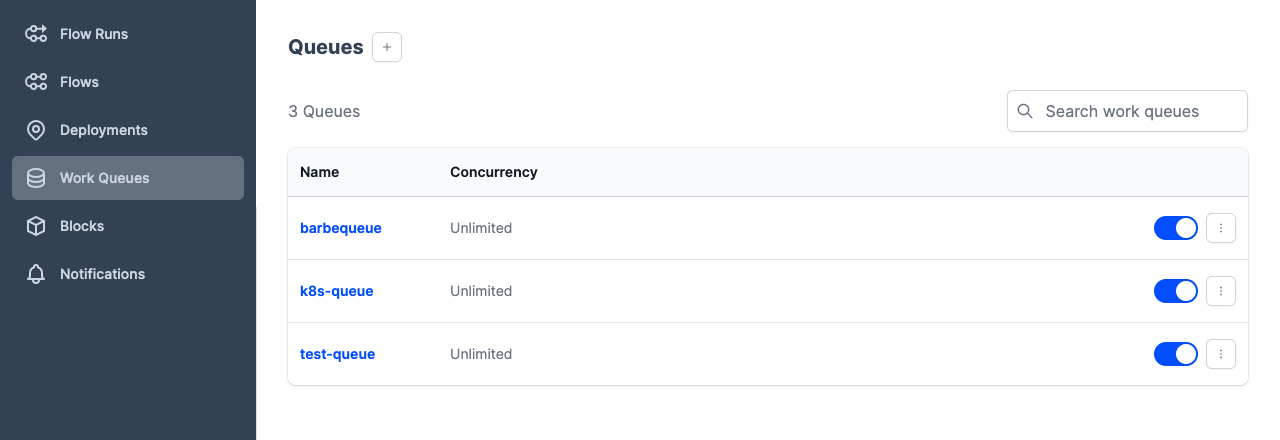 Flow Runs
Flows
Deployments
Work Queues
Blocks
Notifications
Queues
3 Queues
Search work queues
Name Concurrency
barbequeue Unlimited
k8s-queue Unlimited
test-queue Unlimited